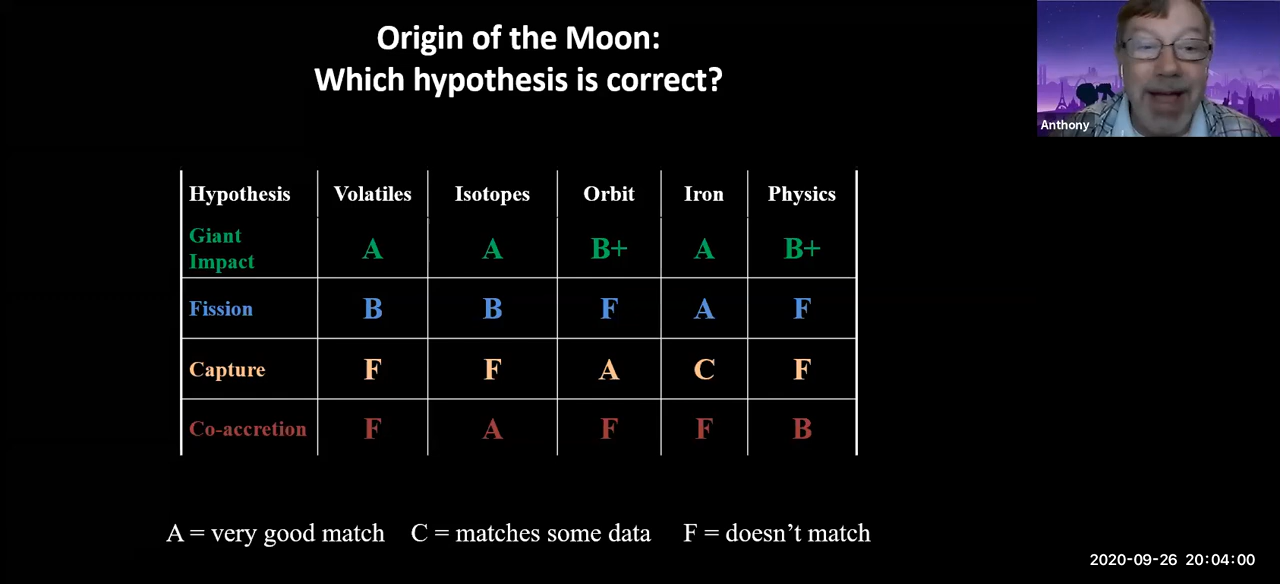 Origin of the Moon:
Which hypothesis is correct?
Anthony
Hypothesis Volatiles Isotopes Orbit Iron Physics
Giant
Impact A A B+ A B+
Fission B B F A F
Capture F F A C F
Co-accretion F A F F B
A = very good match C = matches some data F = doesn’t match
2020-09-26 20:04:00